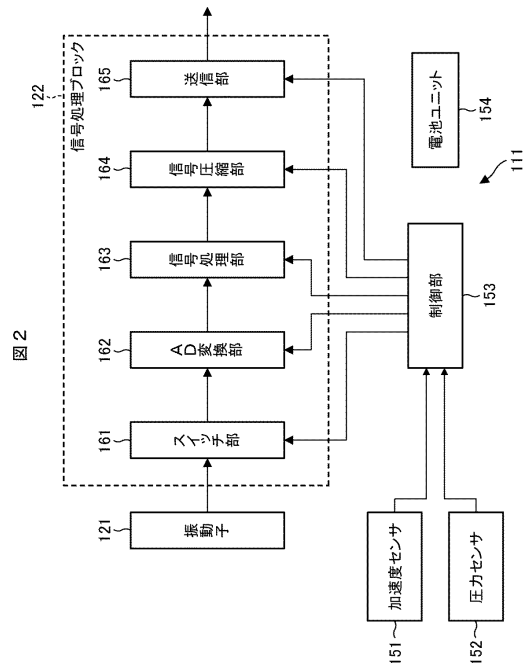 図２
122
信号処理ブロック
121
振動子
161
スイッチ部
162
ＡＤ変換部
163
信号処理部
164
信号圧縮部
165
送信部
151
加速度センサ
152
圧力センサ
制御部
153
電池ユニット
154
111